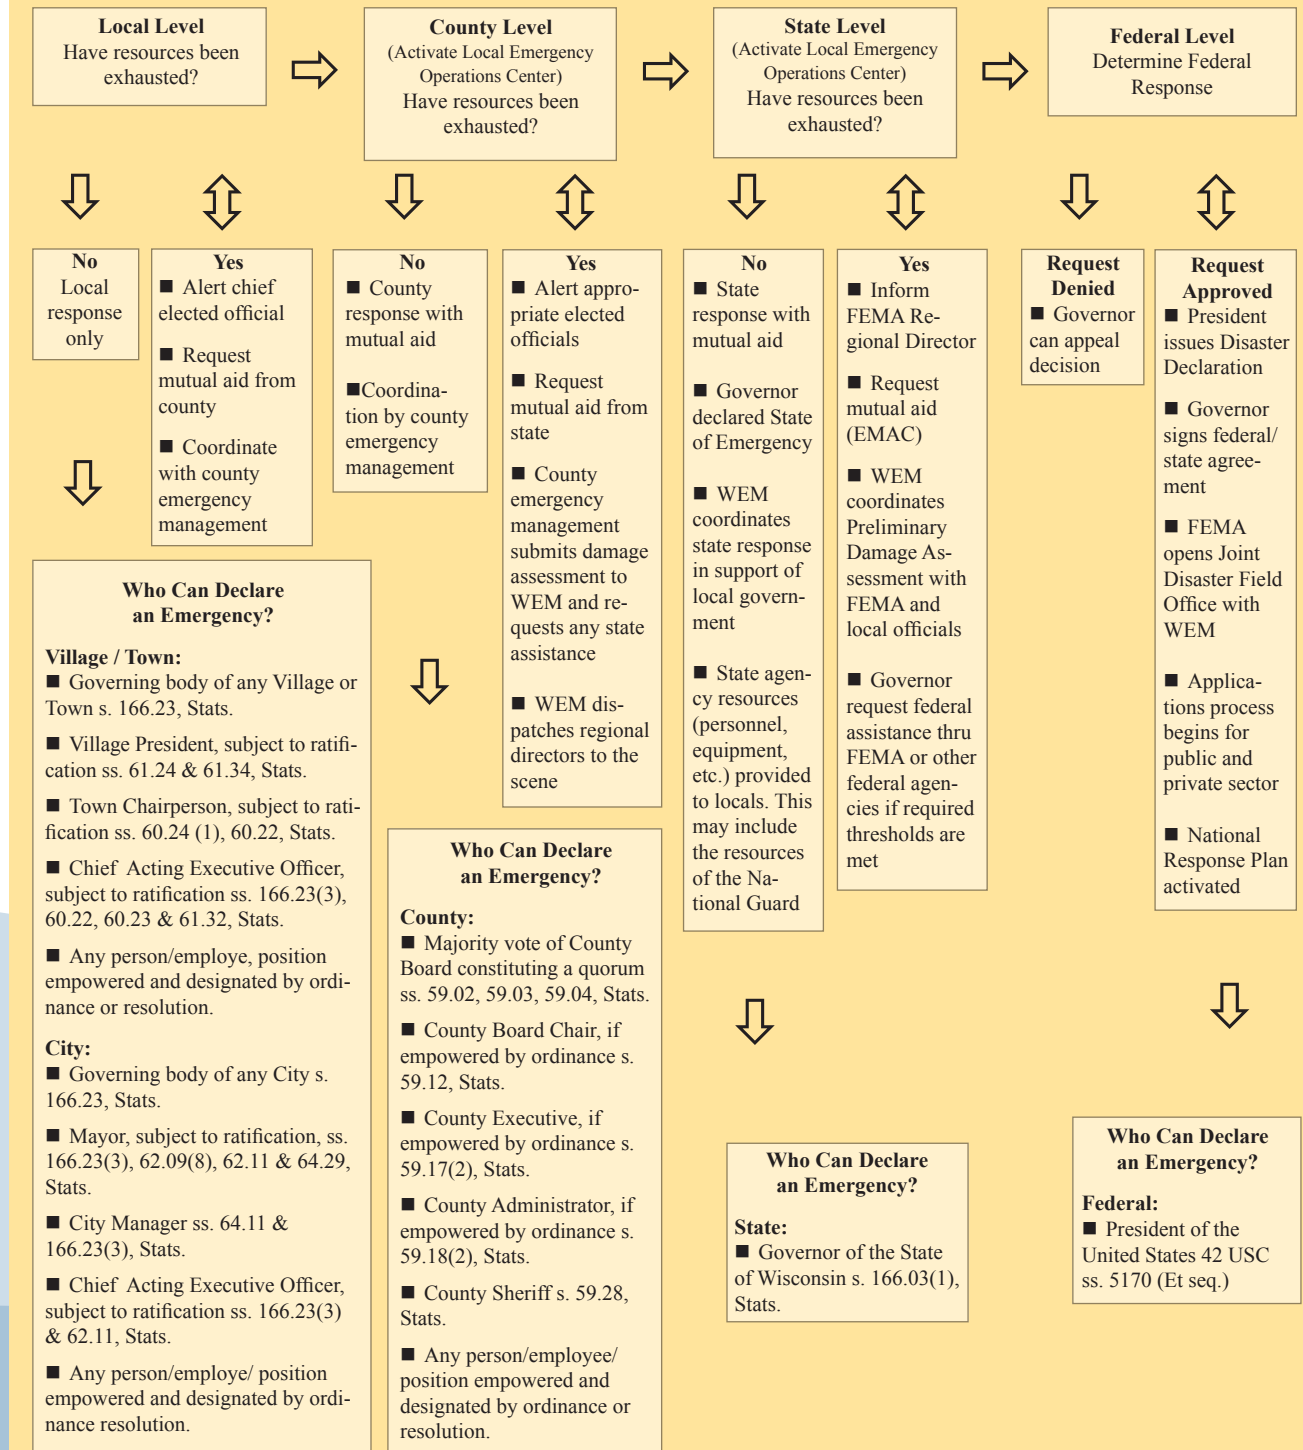 Local Level
Have resources been
exhausted?
County Level
(Activate Local Emergency
Operations Center)
Have resources been
exhausted?
State Level
(Activate Local Emergency
Operations Center)
Have resources been
exhausted?
Federal Level
Determine Federal
Response
No
Local
response
only
Yes
■ Alert chief
elected official
■ Request
mutual aid from
county
■ Coordinate
with county
emergency
management
No
■ County
response with
mutual aid
■Coordina-
tion by county
emergency
management
Yes
■ Alert appro-
priate elected
officials
■ Request
mutual aid from
state
■ County
emergency
management
submits damage
assessment to
WEM and re-
quests any state
assistance
■ WEM dis-
patches regional
directors to the
scene
No
■ State
response with
mutual aid
■ Governor
declared State
of Emergency
■ WEM
coordinates
state response
in support of
local govern-
ment
■ State agen-
cy resources
(personnel,
equipment,
etc.) provided
to locals. This
may include
the resources
of the Na-
tional Guard
Yes
■ Inform
FEMA Re-
gional Director
■ Request
mutual aid
(EMAC)
■ WEM
coordinates
Preliminary
Damage As-
sessment with
FEMA and
local officials
■ Governor
request federal
assistance thru
FEMA or other
federal agen-
cies if required
thresholds are
met
Request
Denied
■ Governor
can appeal
decision
Request
Approved
■ President
issues Disaster
Declaration
■ Governor
signs federal/
state agree-
ment
■ FEMA
opens Joint
Disaster Field
Office with
WEM
■ Applica-
tions process
begins for
public and
private sector
■ National
Response Plan
activated
Who Can Declare
an Emergency?
Village / Town:
■ Governing body of any Village or
Town s. 166.23, Stats.
■ Village President, subject to ratifi-
cation ss. 61.24 & 61.34, Stats.
■ Town Chairperson, subject to rati-
fication ss. 60.24 (1), 60.22, Stats.
■ Chief Acting Executive Officer,
subject to ratification ss. 166.23(3),
60.22, 60.23 & 61.32, Stats.
■ Any person/employe, position
empowered and designated by ordi-
nance or resolution.
City:
■ Governing body of any City s.
166.23, Stats.
■ Mayor, subject to ratification, ss.
166.23(3), 62.09(8), 62.11 & 64.29,
Stats.
■ City Manager ss. 64.11 &
166.23(3), Stats.
■ Chief Acting Executive Officer,
subject to ratification ss. 166.23(3)
& 62.11, Stats.
■ Any person/employe/ position
empowered and designated by ordi-
nance resolution.
Who Can Declare
an Emergency?
County:
■ Majority vote of County
Board constituting a quorum
ss. 59.02, 59.03, 59.04, Stats.
■ County Board Chair, if
empowered by ordinance s.
59.12, Stats.
■ County Executive, if
empowered by ordinance s.
59.17(2), Stats.
■ County Administrator, if
empowered by ordinance s.
59.18(2), Stats.
■ County Sheriff s. 59.28,
Stats.
■ Any person/employee/
position empowered and
designated by ordinance or
resolution.
Who Can Declare
an Emergency?
State:
■ Governor of the State
of Wisconsin s. 166.03(1),
Stats.
Who Can Declare
an Emergency?
Federal:
■ President of the
United States 42 USC
ss. 5170 (Et seq.)